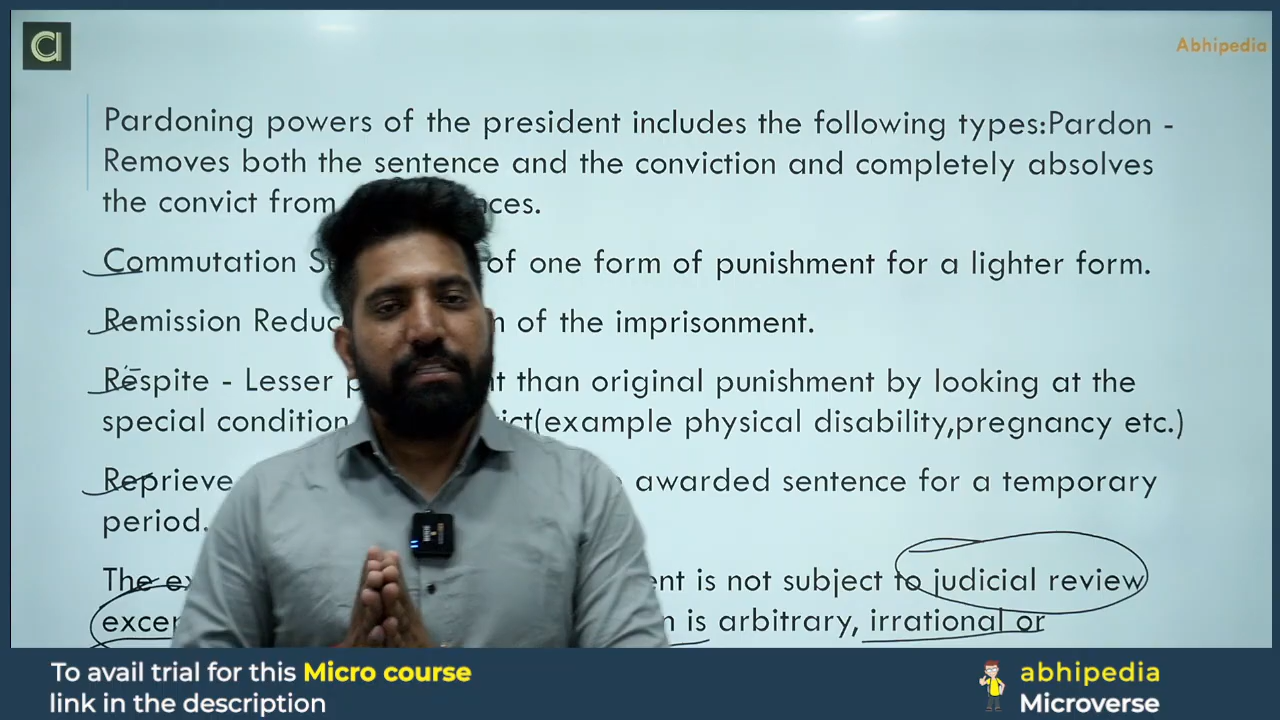 Abhipedia
Pardoning powers of the president includes the following types:Pardon -
Removes both the sentence and the conviction and completely absolves
the convict from
Commutation of one form of punishment for a lighter form.
Remission of the imprisonment.
Respite - Lesser than original punishment by looking at the
special condition (example physical disability,pregnancy etc.)
Reprieve awarded sentence for a temporary
period.
The is not subject to judicial review
is arbitrary, irrational or
To avail trial for this Micro course
link in the description
abhipedia
Microverse